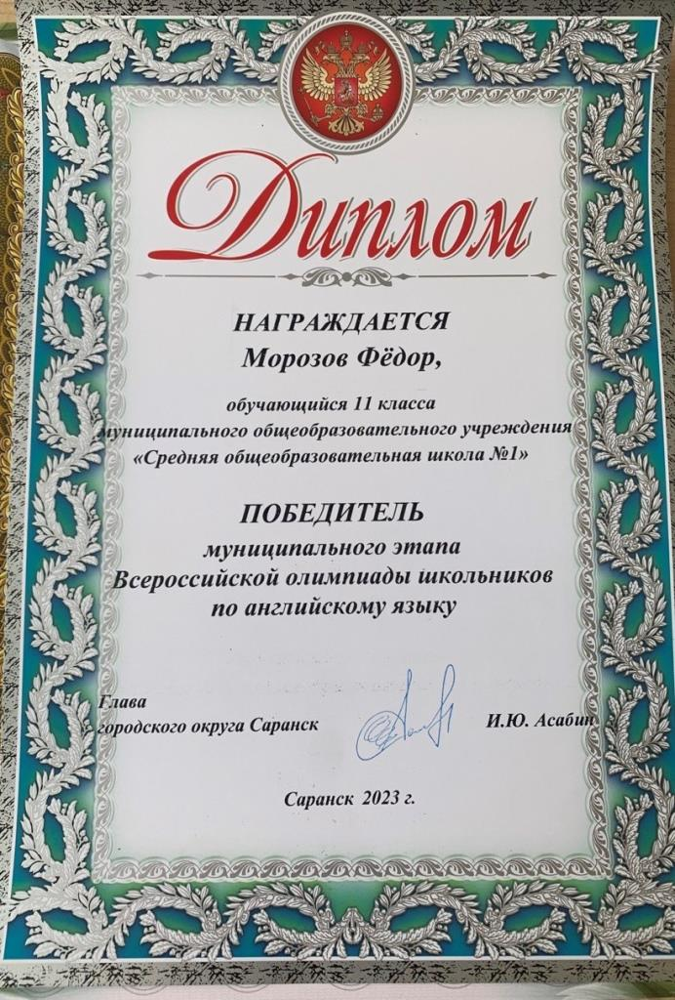 Диплом
НАГРАЖДАЕТСЯ
Морозов Фёдор,
обучающийся 11 класса
муниципального общеобразовательного учреждения
«Средняя общеобразовательная школа №1»
ПОБЕДИТЕЛЬ
муниципального этапа
Всероссийской олимпиады школьников
по английскому языку
Глава
городского округа Саранск
И.Ю. Асабин
Саранск 2023 г.